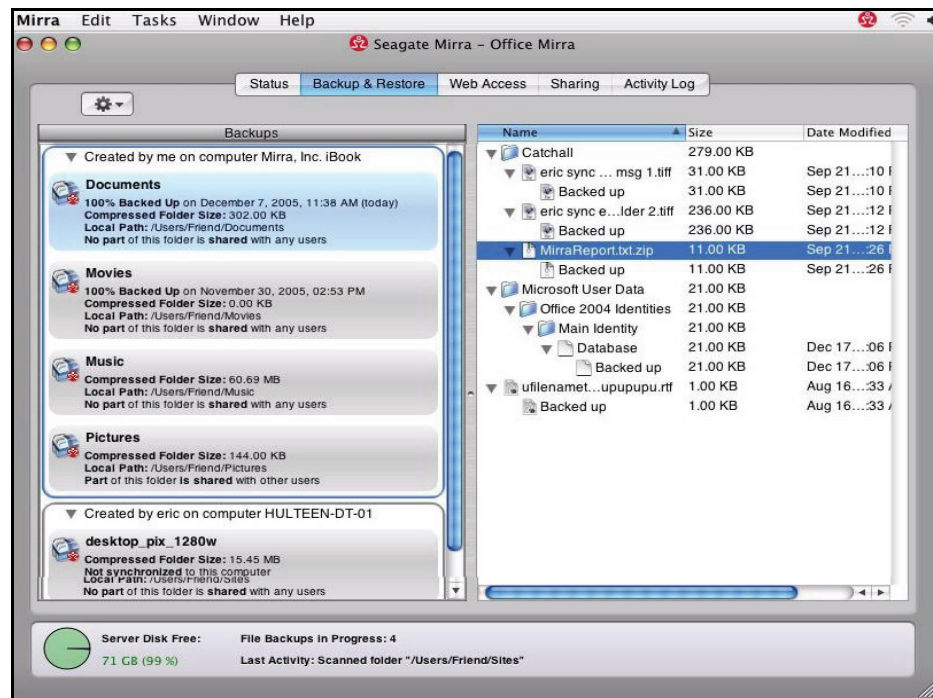 Mirra Edit Tasks Window Help
Seagate Mirra – Office Mirra
Status Backup & Restore Web Access Sharing Activity Log
Backups
Created by me on computer Mirra, Inc. iBook
Documents
100% Backed Up on December 7, 2005, 11:38 AM (today)
Compressed Folder Size: 302.00 KB
Local Path: /Users/Friend/Documents
No part of this folder is shared with any users
Movies
100% Backed Up on November 30, 2005, 02:53 PM
Compressed Folder Size: 0.00 KB
Local Path: /Users/Friend/Movies
No part of this folder is shared with any users
Music
Compressed Folder Size: 60.69 MB
Local Path: /Users/Friend/Music
No part of this folder is shared with any users
Pictures
Compressed Folder Size: 144.00 KB
Local Path: /Users/Friend/Pictures
Part of this folder is shared with other users
Created by eric on computer HULTEEN-DT-01
desktop_pix_1280w
Compressed Folder Size: 15.45 MB
Not synchronized to this computer
Local Path: /Users/Friend/Sites
No part of this folder is shared with any users
Name Size Date Modified
Catchall 279.00 KB
eric sync ... msg 1.tiff 31.00 KB Sep 21...:10
Backed up 31.00 KB Sep 21...:10
eric sync e...lder 2.tiff 236.00 KB Sep 21...:12
Backed up 236.00 KB Sep 21...:12
MirraReport.txt.zip 11.00 KB Sep 21...:26
Backed up 11.00 KB Sep 21...:26
Microsoft User Data 21.00 KB
Office 2004 Identities 21.00 KB
Main Identity 21.00 KB
Database 21.00 KB Dec 17...:06
Backed up 21.00 KB Dec 17...:06
ufilenamet...upupupu.rtf 1.00 KB Aug 16...:33
Backed up 1.00 KB Aug 16...:33
Server Disk Free: File Backups in Progress: 4
71 GB (99 %) Last Activity: Scanned folder "/Users/Friend/Sites"